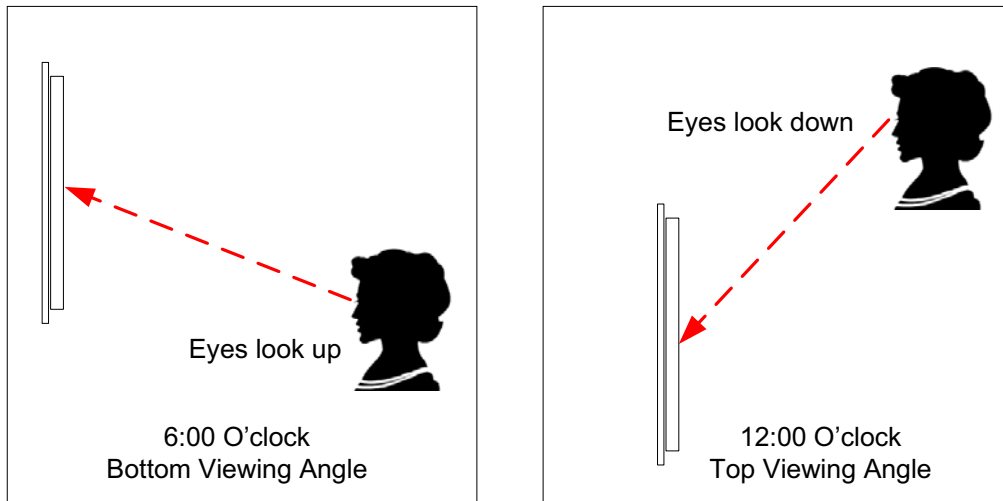 Eyes look up
6:00 O’clock
Bottom Viewing Angle
Eyes look down
12:00 O’clock
Top Viewing Angle